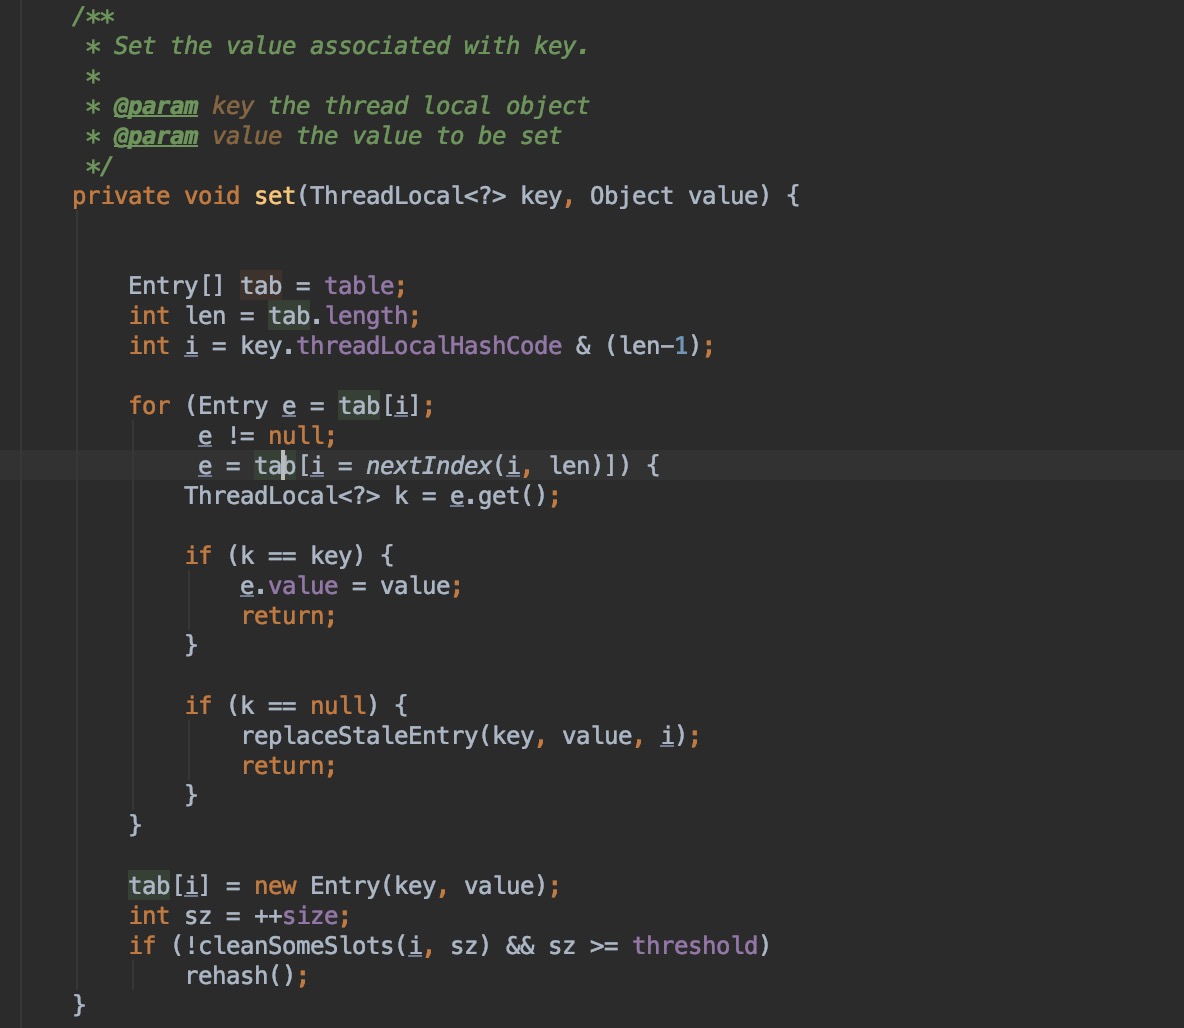 /**
 * Set the value associated with key.
 *
 * @param key the thread local object
 * @param value the value to be set
 */
private void set(ThreadLocal<?> key, Object value) {
    Entry[] tab = table;
    int len = tab.length;
    int i = key.threadLocalHashCode & (len-1);
    for (Entry e = tab[i];
         e != null;
         e = tab[i = nextIndex(i, len)]) {
        ThreadLocal<?> k = e.get();
        if (k == key) {
            e.value = value;
            return;
        }
        if (k == null) {
            replaceStaleEntry(key, value, i);
            return;
        }
    }
    tab[i] = new Entry(key, value);
    int sz = ++size;
    if (!cleanSomeSlots(i, sz) && sz >= threshold)
        rehash();
}